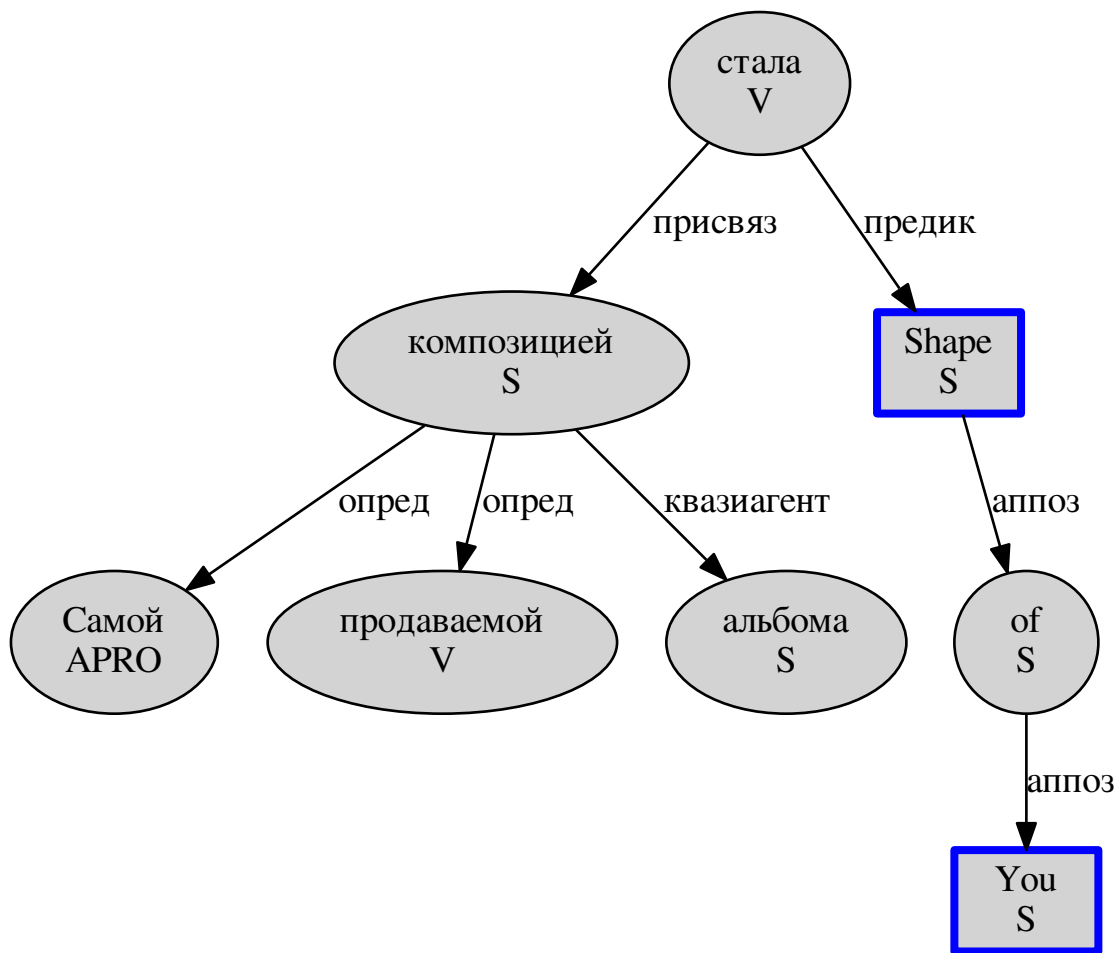 стала
V
присвяз
предик
композицией
S
Shape
S
опред
опред
квазиагент
аппоз
Самой
APRO
продаваемой
V
альбома
S
of
S
аппоз
You
S